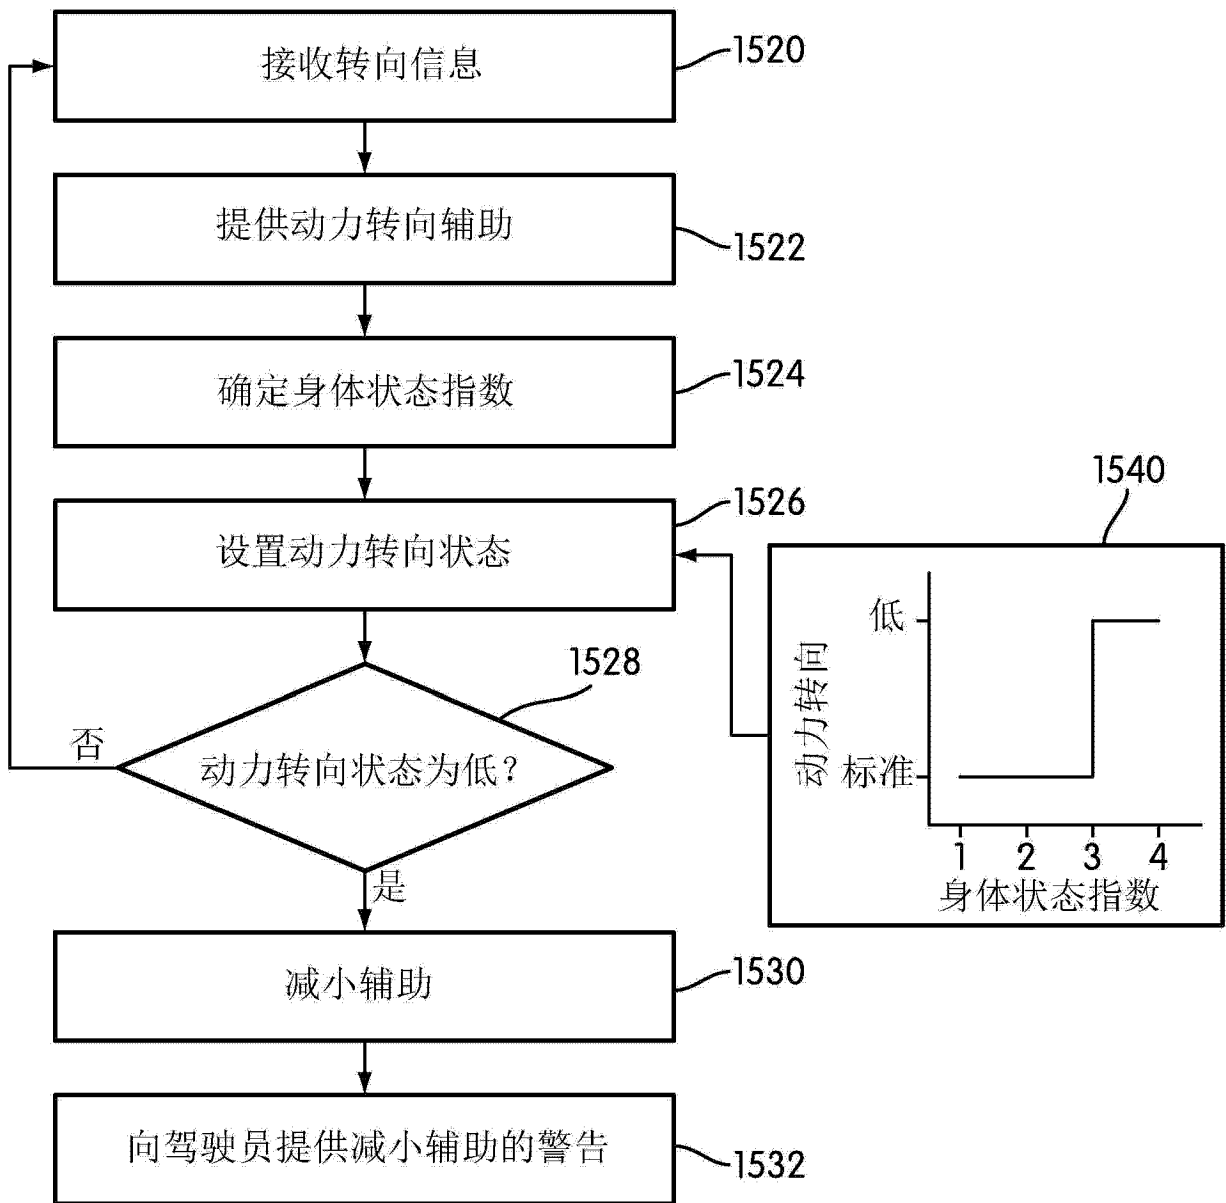 接收转向信息
1520
提供动力转向辅助
1522
确定身体状态指数
1524
设置动力转向状态
1526
1540
低
标准
动力转向
1 2 3 4
身体状态指数
1528
动力转向状态为低?
否
是
减小辅助
1530
向驾驶员提供减小辅助的警告
1532